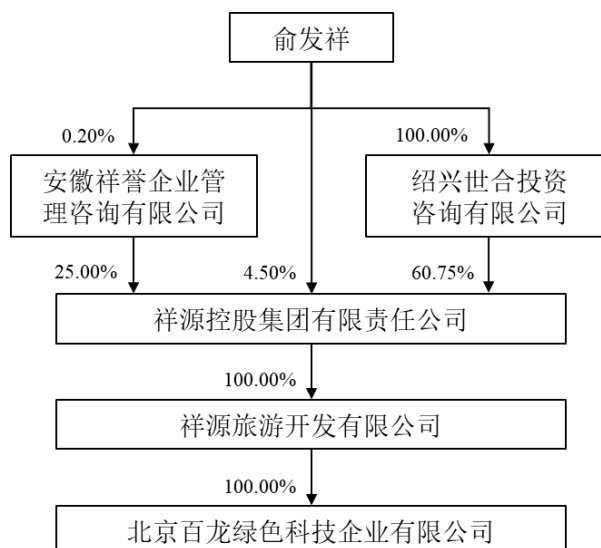 俞发祥
0.20%
100.00%
安徽祥誉企业管
理咨询有限公司
绍兴世合投资
咨询有限公司
25.00%
4.50%
60.75%
祥源控股集团有限责任公司
100.00%
祥源旅游开发有限公司
100.00%
北京百龙绿色科技企业有限公司